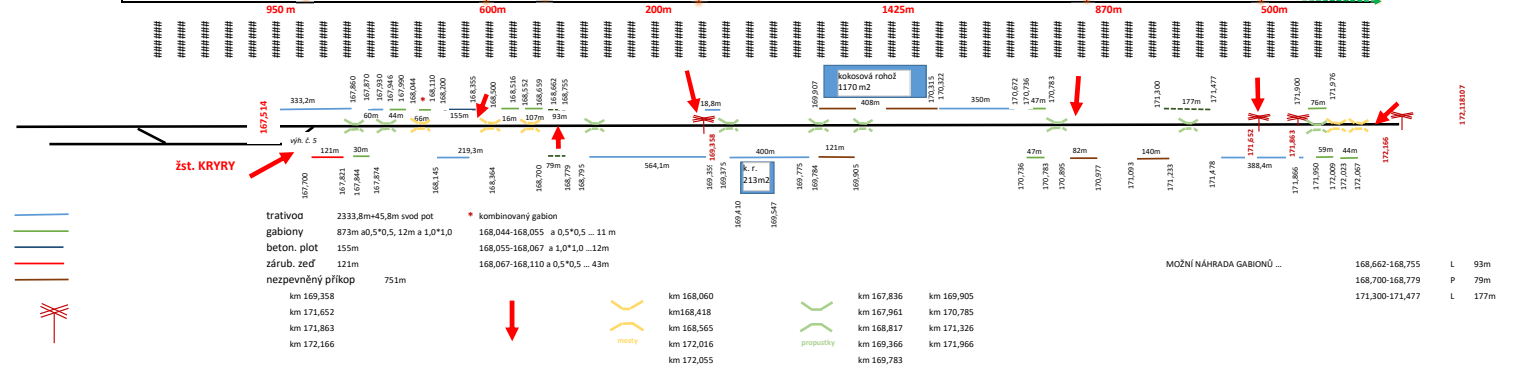 950 m 600m 200m 1425m 870m 500m
kokosová rohož
1170 m2
167,514
333,2m
167,860
167,870
167,930
167,946
167,990
168,044
168,110
168,200
168,355
168,500
168,516
168,552
168,659
168,662
168,755
60m 44m * 66m 155m 16m 107m 93m
18,8m
169,907
408m
170,315
170,322
350m
170,672
170,736
47m
170,783
171,300
177m
171,477
171,900
76m
171,976
172,118107
výh. č. 5
žst. KRYRY
121m 30m 219,3m 79m 564,1m
167,700
167,821
167,844
167,874
168,145
168,364
168,700
168,779
168,795
169,358
169,375
400m
k. ř.
213m2
169,410
169,547
169,775
169,784
121m
169,905
47m 82m 140m
170,736
170,783
170,895
170,977
171,093
171,233
171,478
171,652
388,4m
171,863
171,866
59m 44m
171,950
172,009
172,023
172,067
172,166
trativod 2333,8m+45,8m svod pot * kombinovaný gabion
gabiony 873m a0,5*0,5, 12m a 1,0*1,0 168,044-168,055 a 0,5*0,5 ... 11 m
beton. plot 155m 168,055-168,067 a 1,0*1,0 ...12m
zárub. zeď 121m 168,067-168,110 a 0,5*0,5 ... 43m
nezpevněný příkop 751m
MOŽNÍ NÁHRADA GABIONŮ ... 168,662-168,755 L 93m
168,700-168,779 P 79m
171,300-171,477 L 177m
km 169,358
km 171,652
km 171,863
km 172,166
mosty
km 168,060
km168,418
km 168,565
km 172,016
km 172,055
propustky
km 167,836 km 169,905
km 167,961 km 170,785
km 168,817 km 171,326
km 169,366 km 171,966
km 169,783